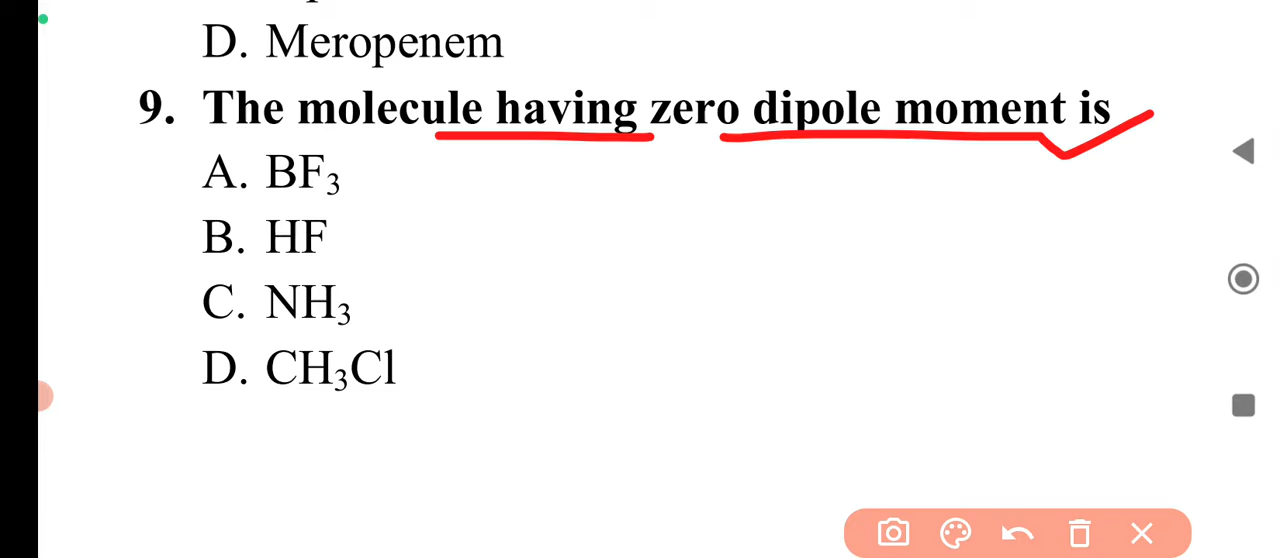 D. Meropenem
9. The molecule having zero dipole moment is
A. BF₃
B. HF
C. NH₃
D. CH₃Cl